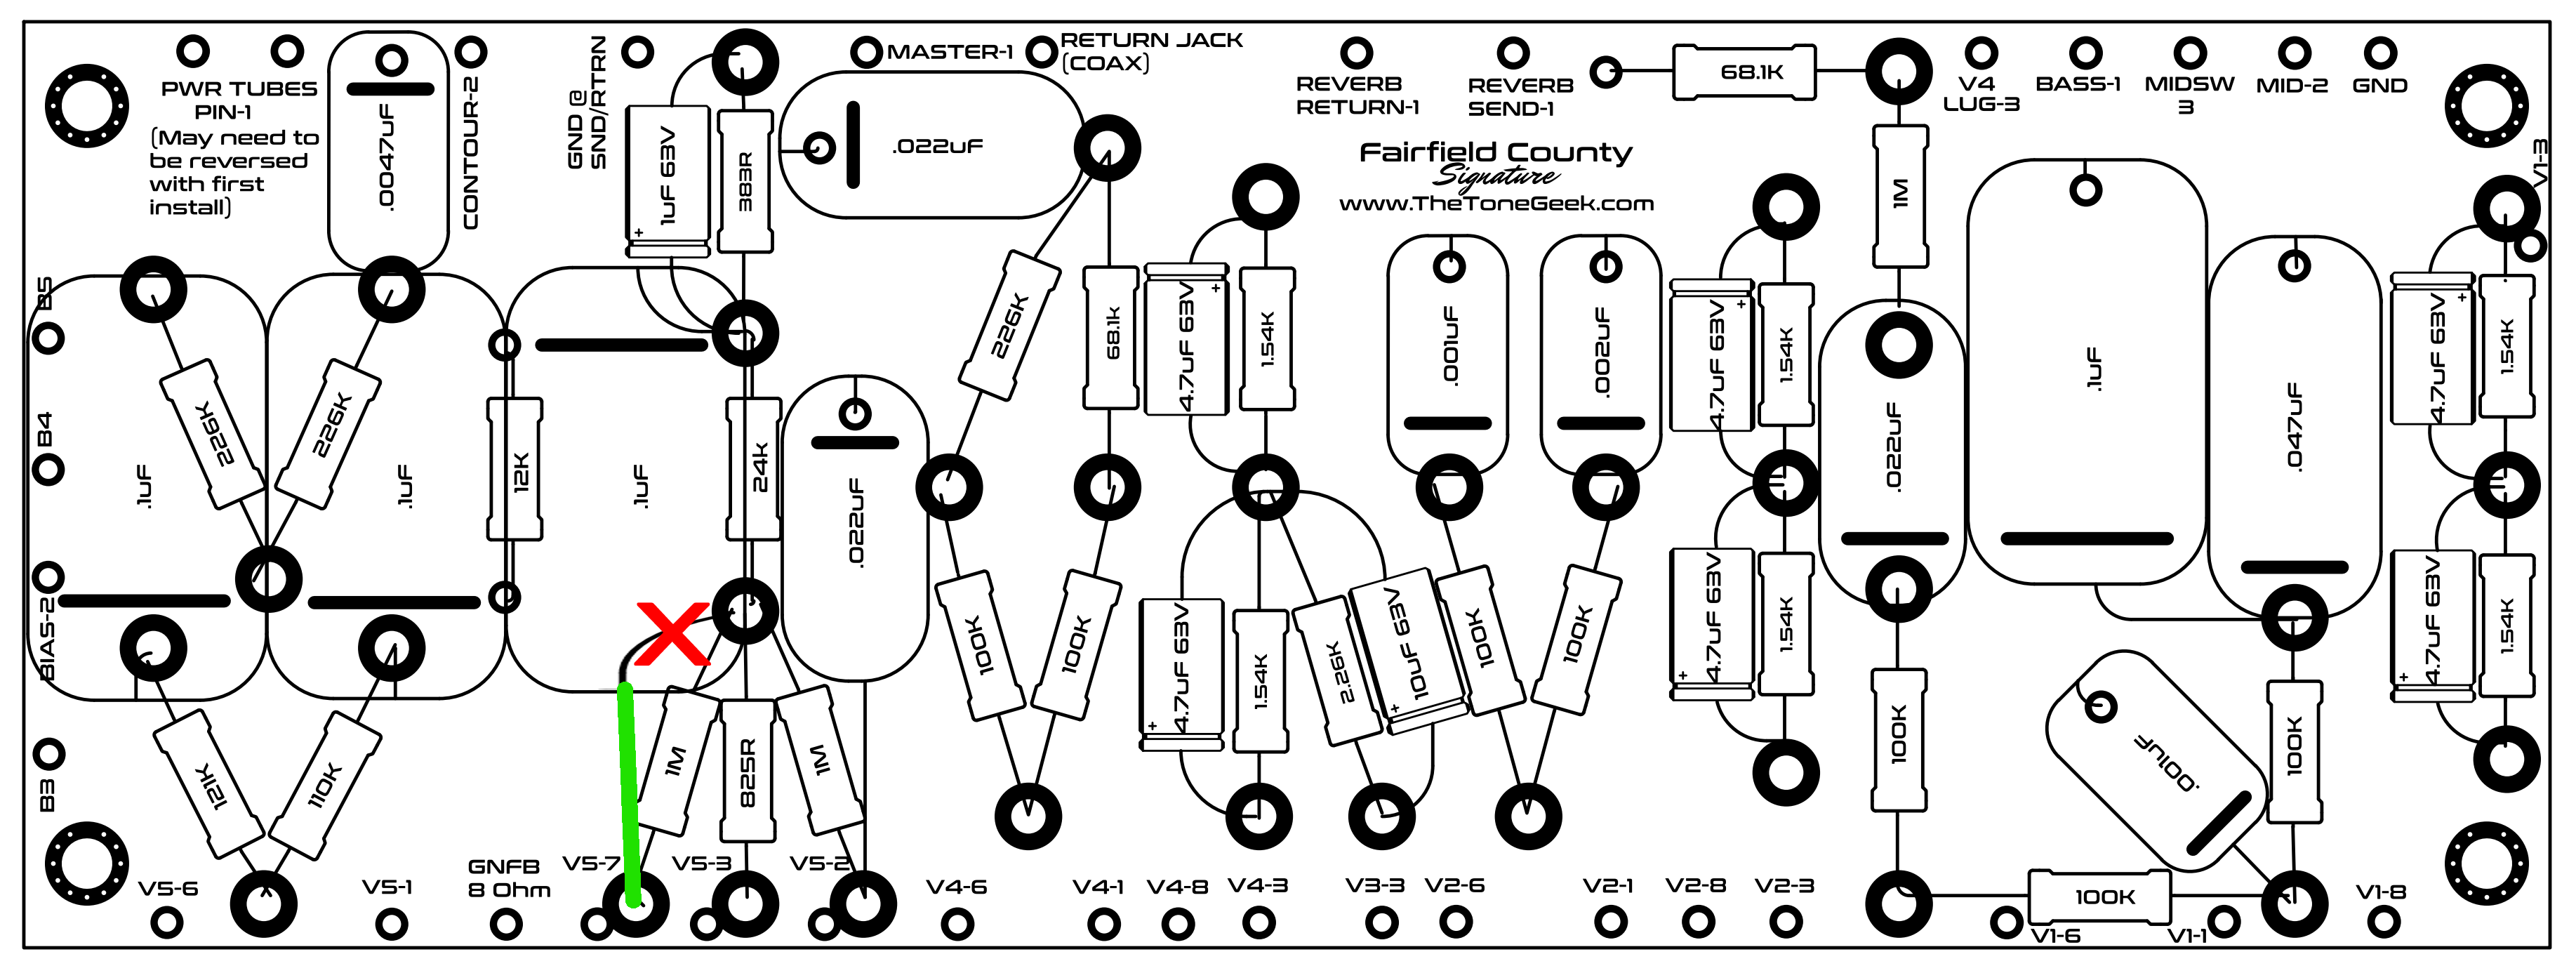 PWR TUBES
PIN-1
(May need to
be reversed
with first
install)
.0047uF
CONTOUR-2
GND @
SND/RTRN
1uF 63V
+
383R
MASTER-1
RETURN JACK
(COAX)
.022uF
REVERB
RETURN-1
REVERB
SEND-1
68.1K
V4
LUG-3
BASS-1
MIDSW
3
MID-2
GND
Fairfield County
Signature
www.TheToneGeek.com
1M
V1-3
B5
B4
BIAS-2
B3
226K
226K
.1uF
.1uF
12K
.1uF
24K
.022uF
226K
68.1k
4.7uF 63V
+
1.54K
.001uF
.002uF
4.7uF 63V
+
1.54K
.022uF
.1uF
.047uF
4.7uF 63V
+
1.54K
121K
110K
1M
825R
1M
100K
100K
4.7uF 63V
+
1.54K
2.26K
10uF 63V
+
100K
100K
4.7uF 63V
+
1.54K
100K
.001uF
100K
4.7uF 63V
+
1.54K
V5-6
V5-1
GNFB
8 Ohm
V5-7
V5-3
V5-2
V4-6
V4-1
V4-8
V4-3
V3-3
V2-6
V2-1
V2-8
V2-3
100K
V1-6
V1-1
V1-8